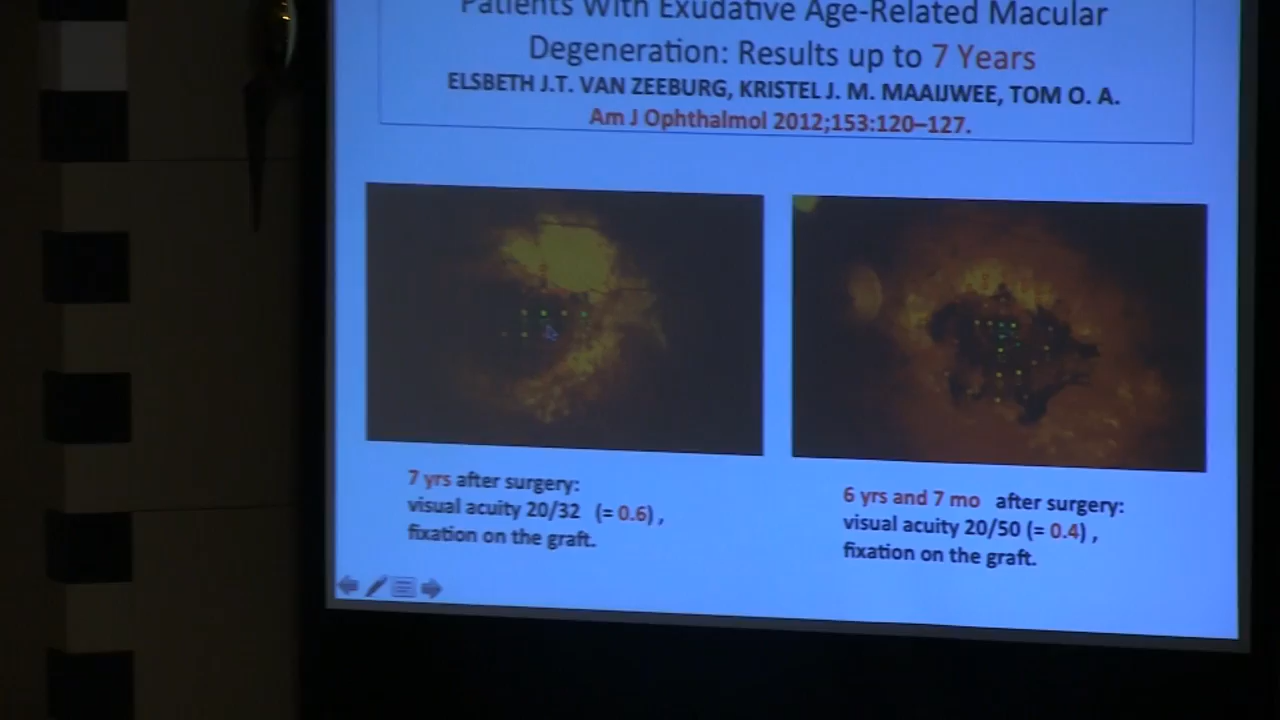 Patients With Exudative Age-Related Macular
Degeneration: Results up to 7 Years
ELSBETH J.T. VAN ZEEBURG, KRISTEL J. M. MAAIJWEE, TOM O. A.
Am J Ophthalmol 2012;153:120–127.
7 yrs after surgery:
visual acuity 20/32 (= 0.6) ,
fixation on the graft.
6 yrs and 7 mo after surgery:
visual acuity 20/50 (= 0.4) ,
fixation on the graft.